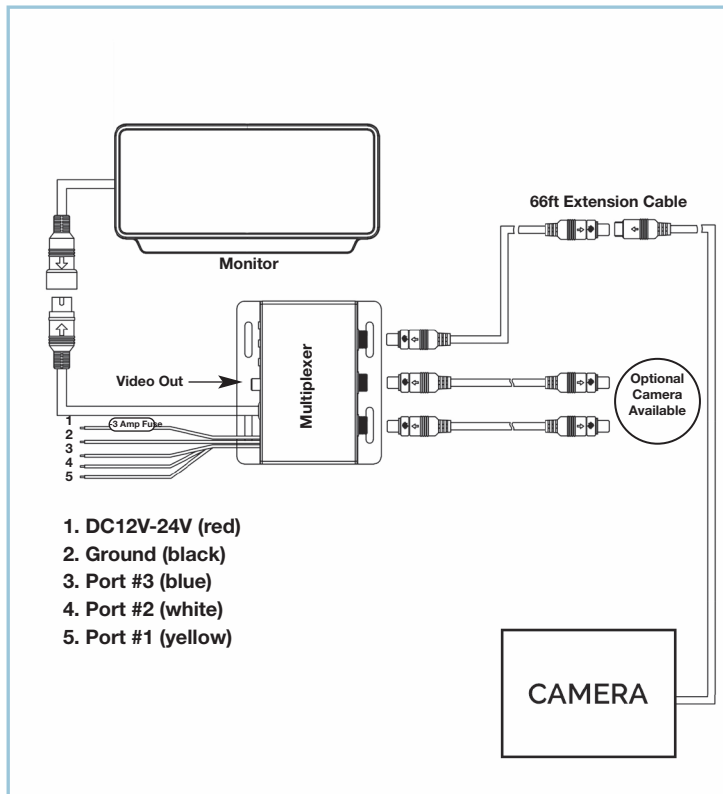 66ft Extension Cable
Monitor
Multiplexer
Video Out
Optional
Camera
Available
1
-3 Amp Fuse
2
3
4
5
1. DC12V-24V (red)
2. Ground (black)
3. Port #3 (blue)
4. Port #2 (white)
5. Port #1 (yellow)
CAMERA